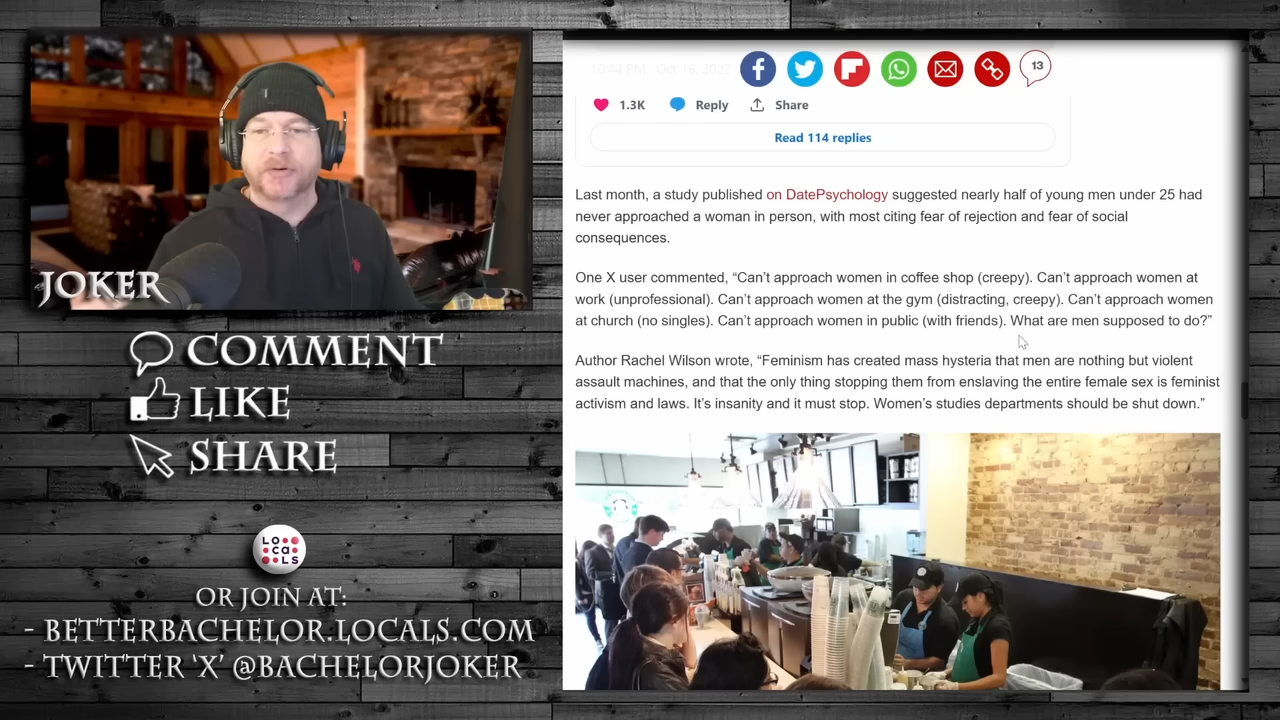 JOKER
COMMENT
LIKE
SHARE
LOCALS
OR JOIN AT:
- BETTERBACHELOR.LOCALS.COM
- TWITTER 'X' @BACHELORJOKER
10:44 PM Oct 16, 2023
13
1.3K Reply Share
Read 114 replies
Last month, a study published on DatePsychology suggested nearly half of young men under 25 had
never approached a woman in person, with most citing fear of rejection and fear of social
consequences.
One X user commented, “Can’t approach women in coffee shop (creepy). Can’t approach women at
work (unprofessional). Can’t approach women at the gym (distracting, creepy). Can’t approach women
at church (no singles). Can’t approach women in public (with friends). What are men supposed to do?”
Author Rachel Wilson wrote, “Feminism has created mass hysteria that men are nothing but violent
assault machines, and that the only thing stopping them from enslaving the entire female sex is feminist
activism and laws. It’s insanity and it must stop. Women’s studies departments should be shut down.”